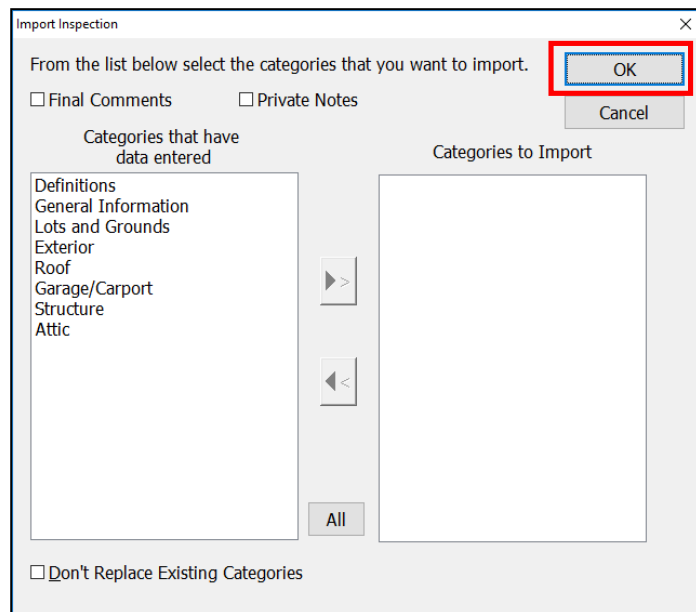 Import Inspection
From the list below select the categories that you want to import.
OK
Final Comments
Private Notes
Cancel
Categories that have
data entered
Categories to Import
Definitions
General Information
Lots and Grounds
Exterior
Roof
Garage/Carport
Structure
Attic
>
<
All
Don't Replace Existing Categories